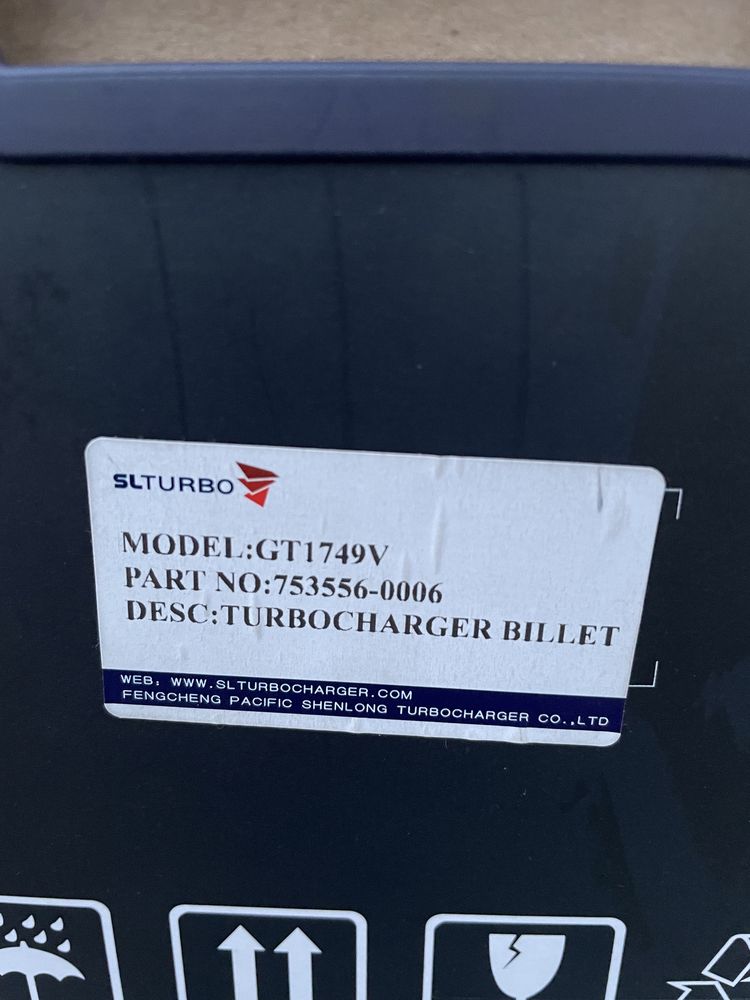 SLTURBO
MODEL:GT1749V
PART NO:753556-0006
DESC:TURBOCHARGER BILLET
WEB: WWW.SLTURBOCHARGER.COM
FENGCHENG PACIFIC SHENLONG TURBOCHARGER CO.,LTD